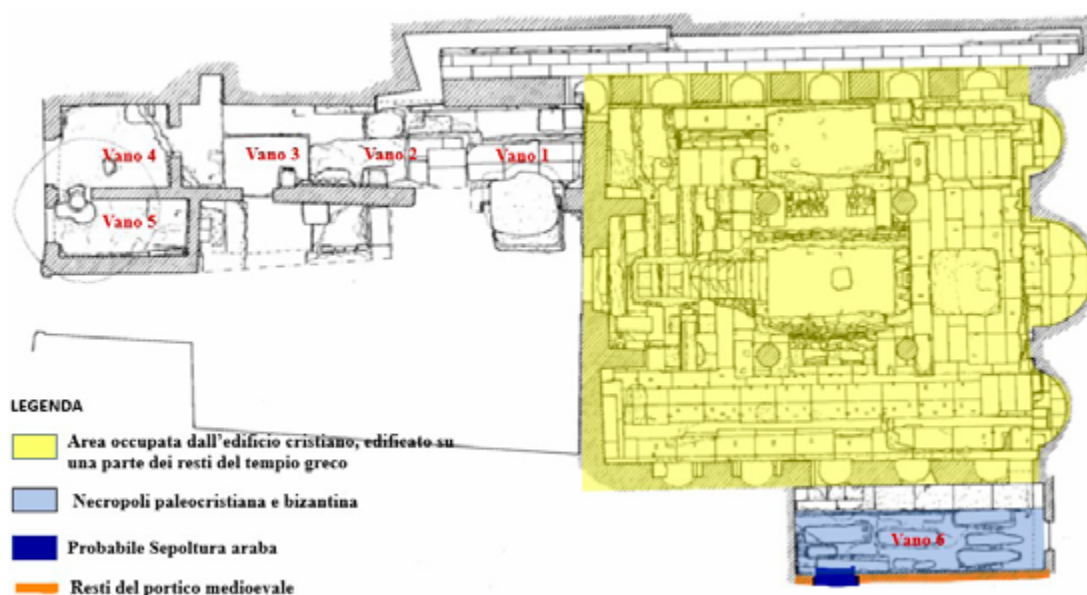 Vano 4
Vano 3
Vano 2
Vano 1
Vano 5
LEGENDA
Area occupata dall'edificio cristiano, edificato su
una parte dei resti del tempio greco
Necropoli paleocristiana e bizantina
Probabile Sepoltura araba
Resti del portico medioevale
Vano 6